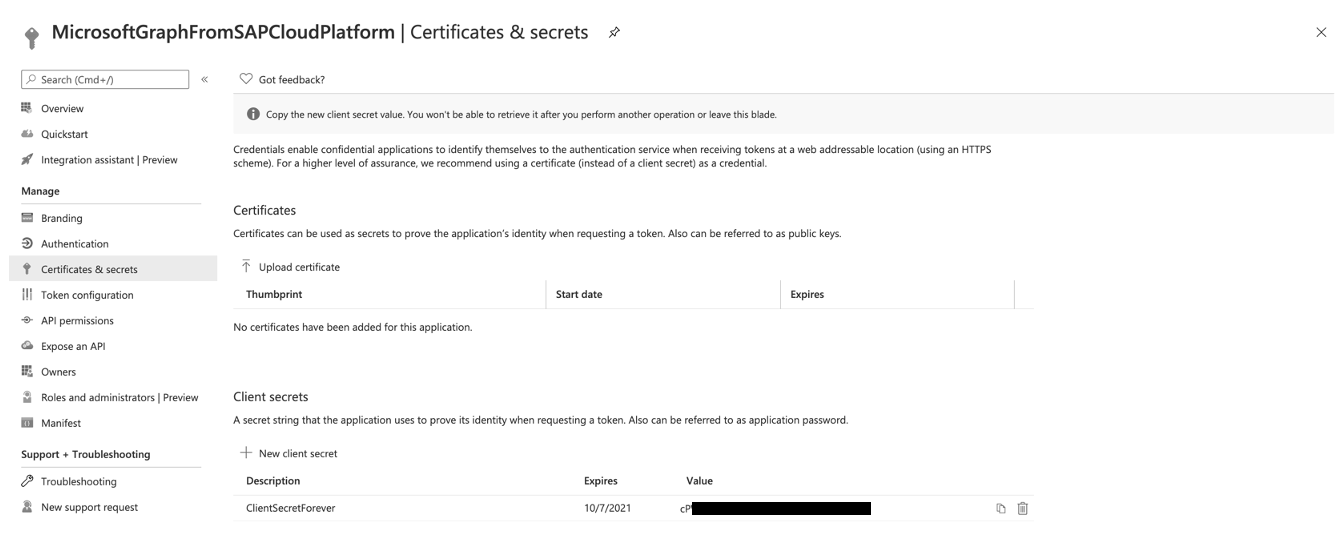 MicrosoftGraphFromSAPCloudPlatform | Certificates & secrets
Search (Cmd+/)
Overview
Quickstart
Integration assistant | Preview
Manage
Branding
Authentication
Certificates & secrets
Token configuration
API permissions
Expose an API
Owners
Roles and administrators | Preview
Manifest
Support + Troubleshooting
Troubleshooting
New support request
Got feedback?
Copy the new client secret value. You won't be able to retrieve it after you perform another operation or leave this blade.
Credentials enable confidential applications to identify themselves to the authentication service when receiving tokens at a web addressable location (using an HTTPS
scheme). For a higher level of assurance, we recommend using a certificate (instead of a client secret) as a credential.
Certificates
Certificates can be used as secrets to prove the application's identity when requesting a token. Also can be referred to as public keys.
Upload certificate
Thumbprint Start date Expires
No certificates have been added for this application.
Client secrets
A secret string that the application uses to prove its identity when requesting a token. Also can be referred to as application password.
New client secret
Description Expires Value
ClientSecretForever 10/7/2021